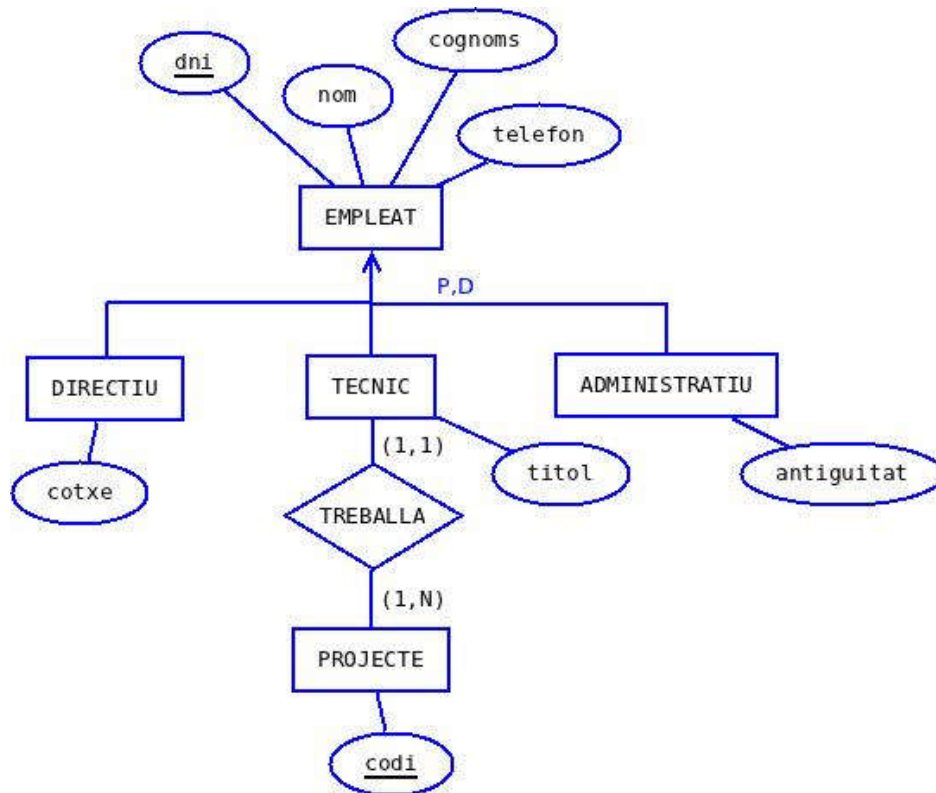 cognoms
dni
nom
telefon
EMPLEAT
P,D
DIRECTIU
TECNIC
ADMINISTRATIU
(1,1)
cotxe
titol
antiguitat
TREBALLA
(1,N)
PROJECTE
codi